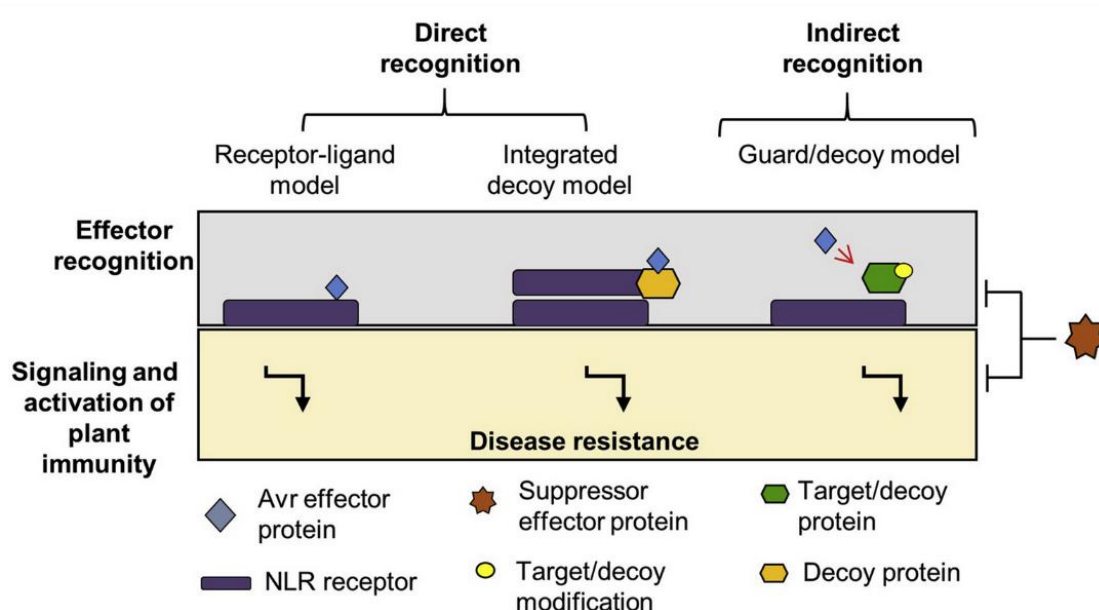 Direct
recognition
Indirect
recognition
Receptor-ligand
model
Integrated
decoy model
Guard/decoy model
Effector
recognition
Signaling and
activation of
plant
immunity
Disease resistance
Avr effector
protein
Suppressor
effector protein
Target/decoy
protein
NLR receptor
Target/decoy
modification
Decoy protein